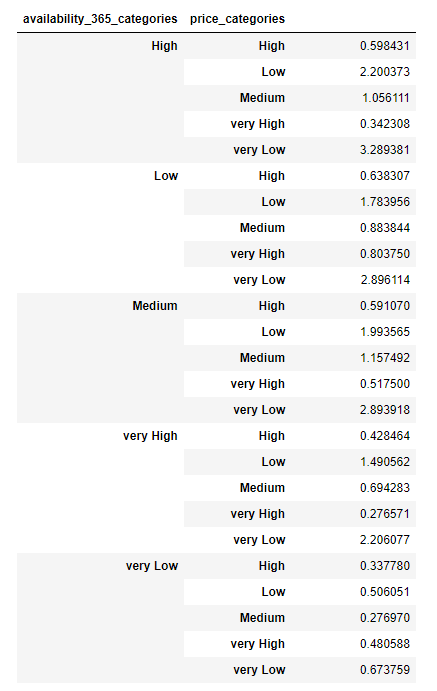 availability_365_categories price_categories
High High 0.598431
Low 2.200373
Medium 1.056111
very High 0.342308
very Low 3.289381
Low High 0.638307
Low 1.783956
Medium 0.883844
very High 0.803750
very Low 2.896114
Medium High 0.591070
Low 1.993565
Medium 1.157492
very High 0.517500
very Low 2.893918
very High High 0.428464
Low 1.490562
Medium 0.694283
very High 0.276571
very Low 2.206077
very Low High 0.337780
Low 0.506051
Medium 0.276970
very High 0.480588
very Low 0.673759